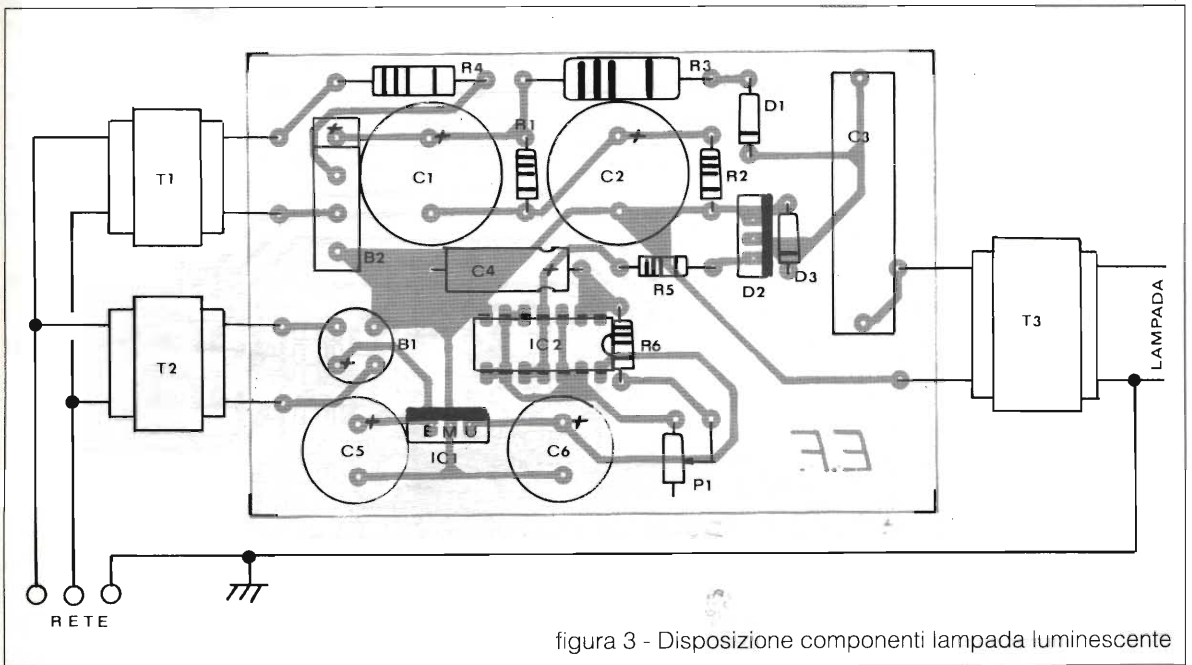 R4
R3
D1
R1
C3
T1
C1
C2
R2
B2
C4
R5
D2
D3
T3
LAMPADA
T2
B1
IC2
R6
E M U
C5
IC1
C6
P1
E.F.
RETE
figura 3 - Disposizione componenti lampada luminescente